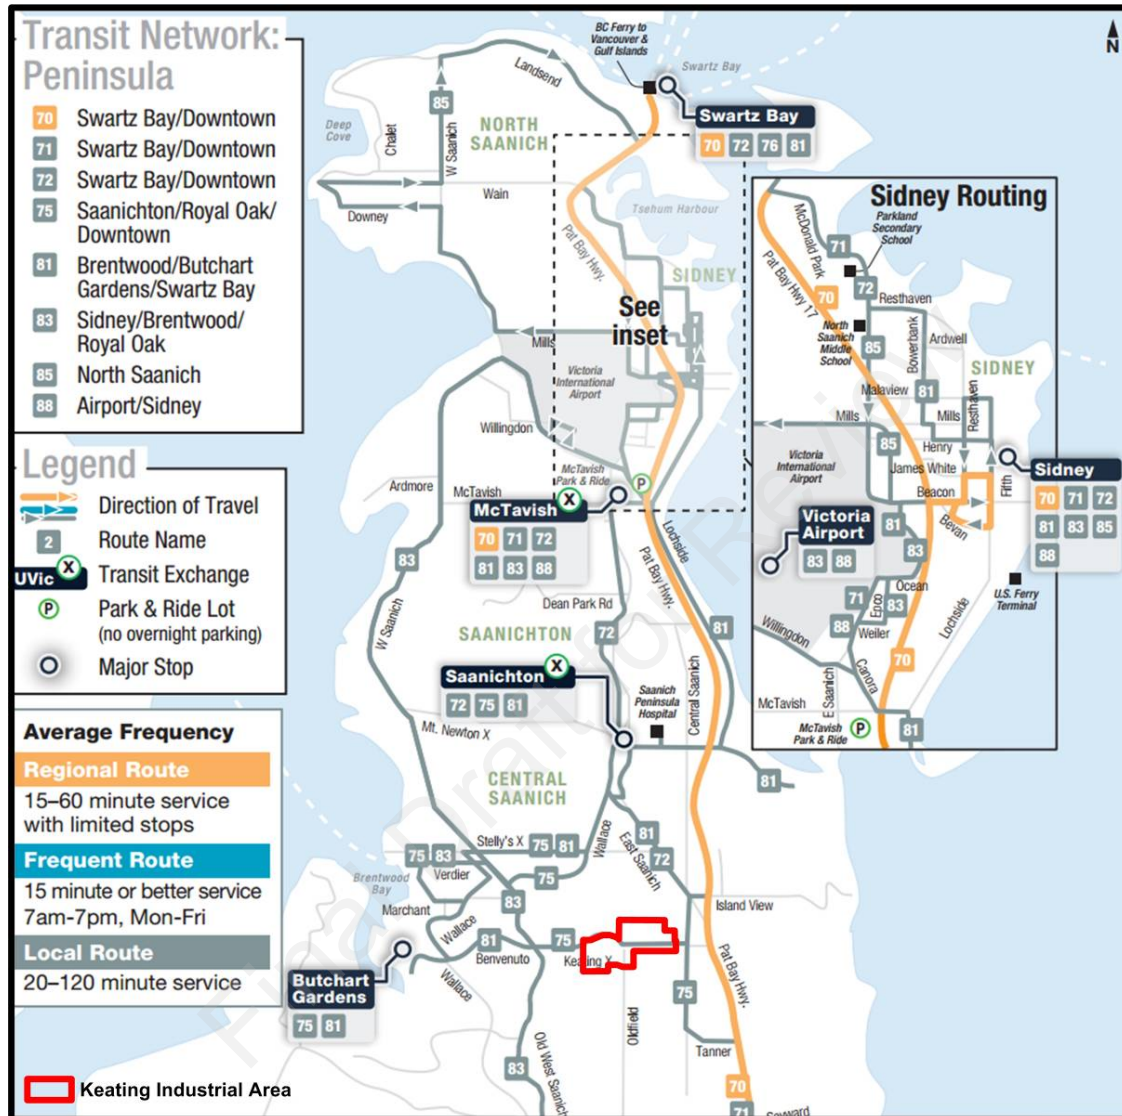 Transit Network:
Peninsula
70 Swartz Bay/Downtown
71 Swartz Bay/Downtown
72 Swartz Bay/Downtown
75 Saanichton/Royal Oak/
Downtown
81 Brentwood/Butchart
Gardens/Swartz Bay
83 Sidney/Brentwood/
Royal Oak
85 North Saanich
88 Airport/Sidney
Legend
Direction of Travel
2 Route Name
UVic X Transit Exchange
P Park & Ride Lot
(no overnight parking)
Major Stop
Average Frequency
Regional Route
15–60 minute service
with limited stops
Frequent Route
15 minute or better service
7am-7pm, Mon-Fri
Local Route
20–120 minute service
Keating Industrial Area
N
BC Ferry to
Vancouver &
Gulf Islands
Swartz Bay
Swartz Bay
70 72 76 81
Landsend
85
W Saanich
Chalet
Deep
Cove
NORTH
SAANICH
Wain
Downey
Tsehum Harbour
Pat Bay Hwy.
SIDNEY
See
inset
Mills
Victoria
International
Airport
Willingdon
McTavish
Park & Ride
P
Ardmore
McTavish
McTavish X
70 71 72
81 83 88
Lochside
Pat Bay Hwy.
83
W Saanich
Dean Park Rd
72
81
SAANICHTON
Saanichton X
72 75 81
Saanich
Peninsula
Hospital
Central Saanich
Mt. Newton X
81
CENTRAL
SAANICH
Stelly's X
75 81
Wallace
81
72
East Saanich
75 83
Verdier
75
Brentwood
Bay
Marchant
83
Island View
Wallace
81
Benvenuto
75
Keating X
Wallace
Butchart
Gardens
75 81
Pat Bay Hwy.
75
Oldfield
Tanner
Old West Saanich
83
70
71
Sayward
Sidney Routing
McDonald Park
Parkland
Secondary
School
71
Pat Bay Hwy 17
70
72
Resthaven
North
Saanich
Middle
School
Bowerbank
Ardwell
85
SIDNEY
Malaview
81
Resthaven
Mills
Mills
Henry
85
Victoria
International
Airport
James White
Sidney
70 71 72
81 83 85
88
Beacon
Fifth
Bevan
Victoria
Airport
83 88
81
83
Ocean
U.S. Ferry
Terminal
71
Epco
83
Lochside
88
Weiler
Willingdon
70
Canora
E Saanich
McTavish
McTavish
Park & Ride
P
81
Final Draft for Review